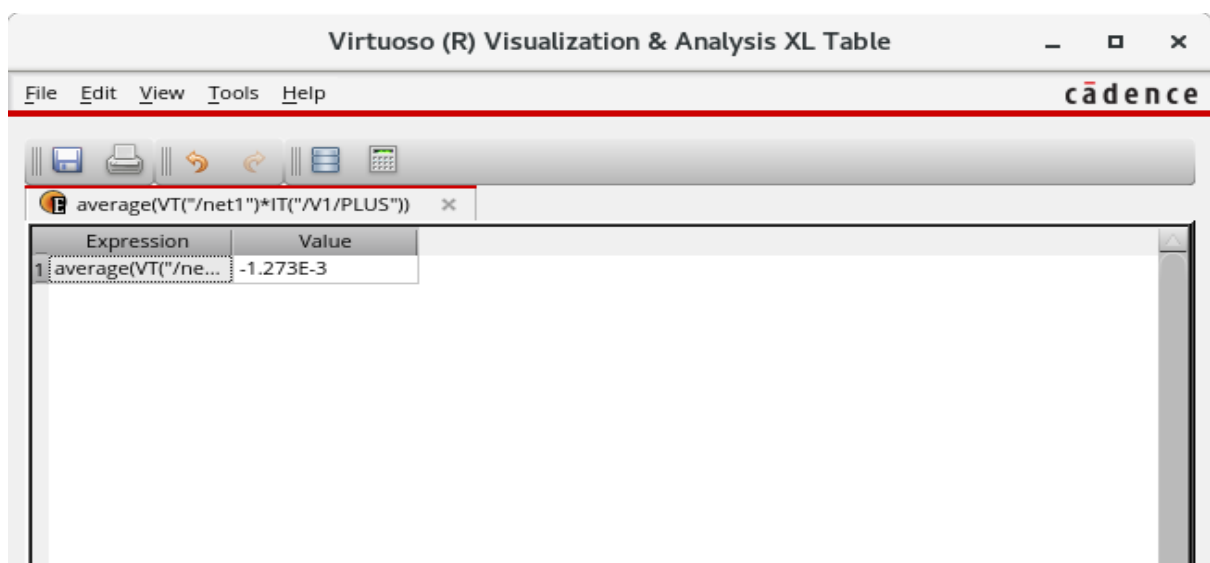 Virtuoso (R) Visualization & Analysis XL Table
File Edit View Tools Help
cādence
average(VT("/net1")*IT("/V1/PLUS"))
Expression Value
1 average(VT("/ne... -1.273E-3